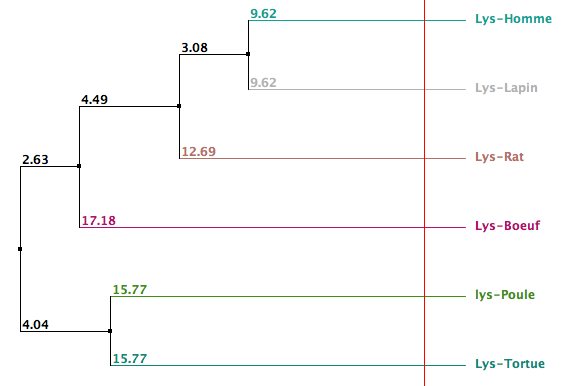 9.62 Lys-Homme
3.08
9.62 Lys-Lapin
4.49
12.69 Lys-Rat
2.63
17.18 Lys-Boeuf
15.77 lys-Poule
4.04
15.77 Lys-Tortue